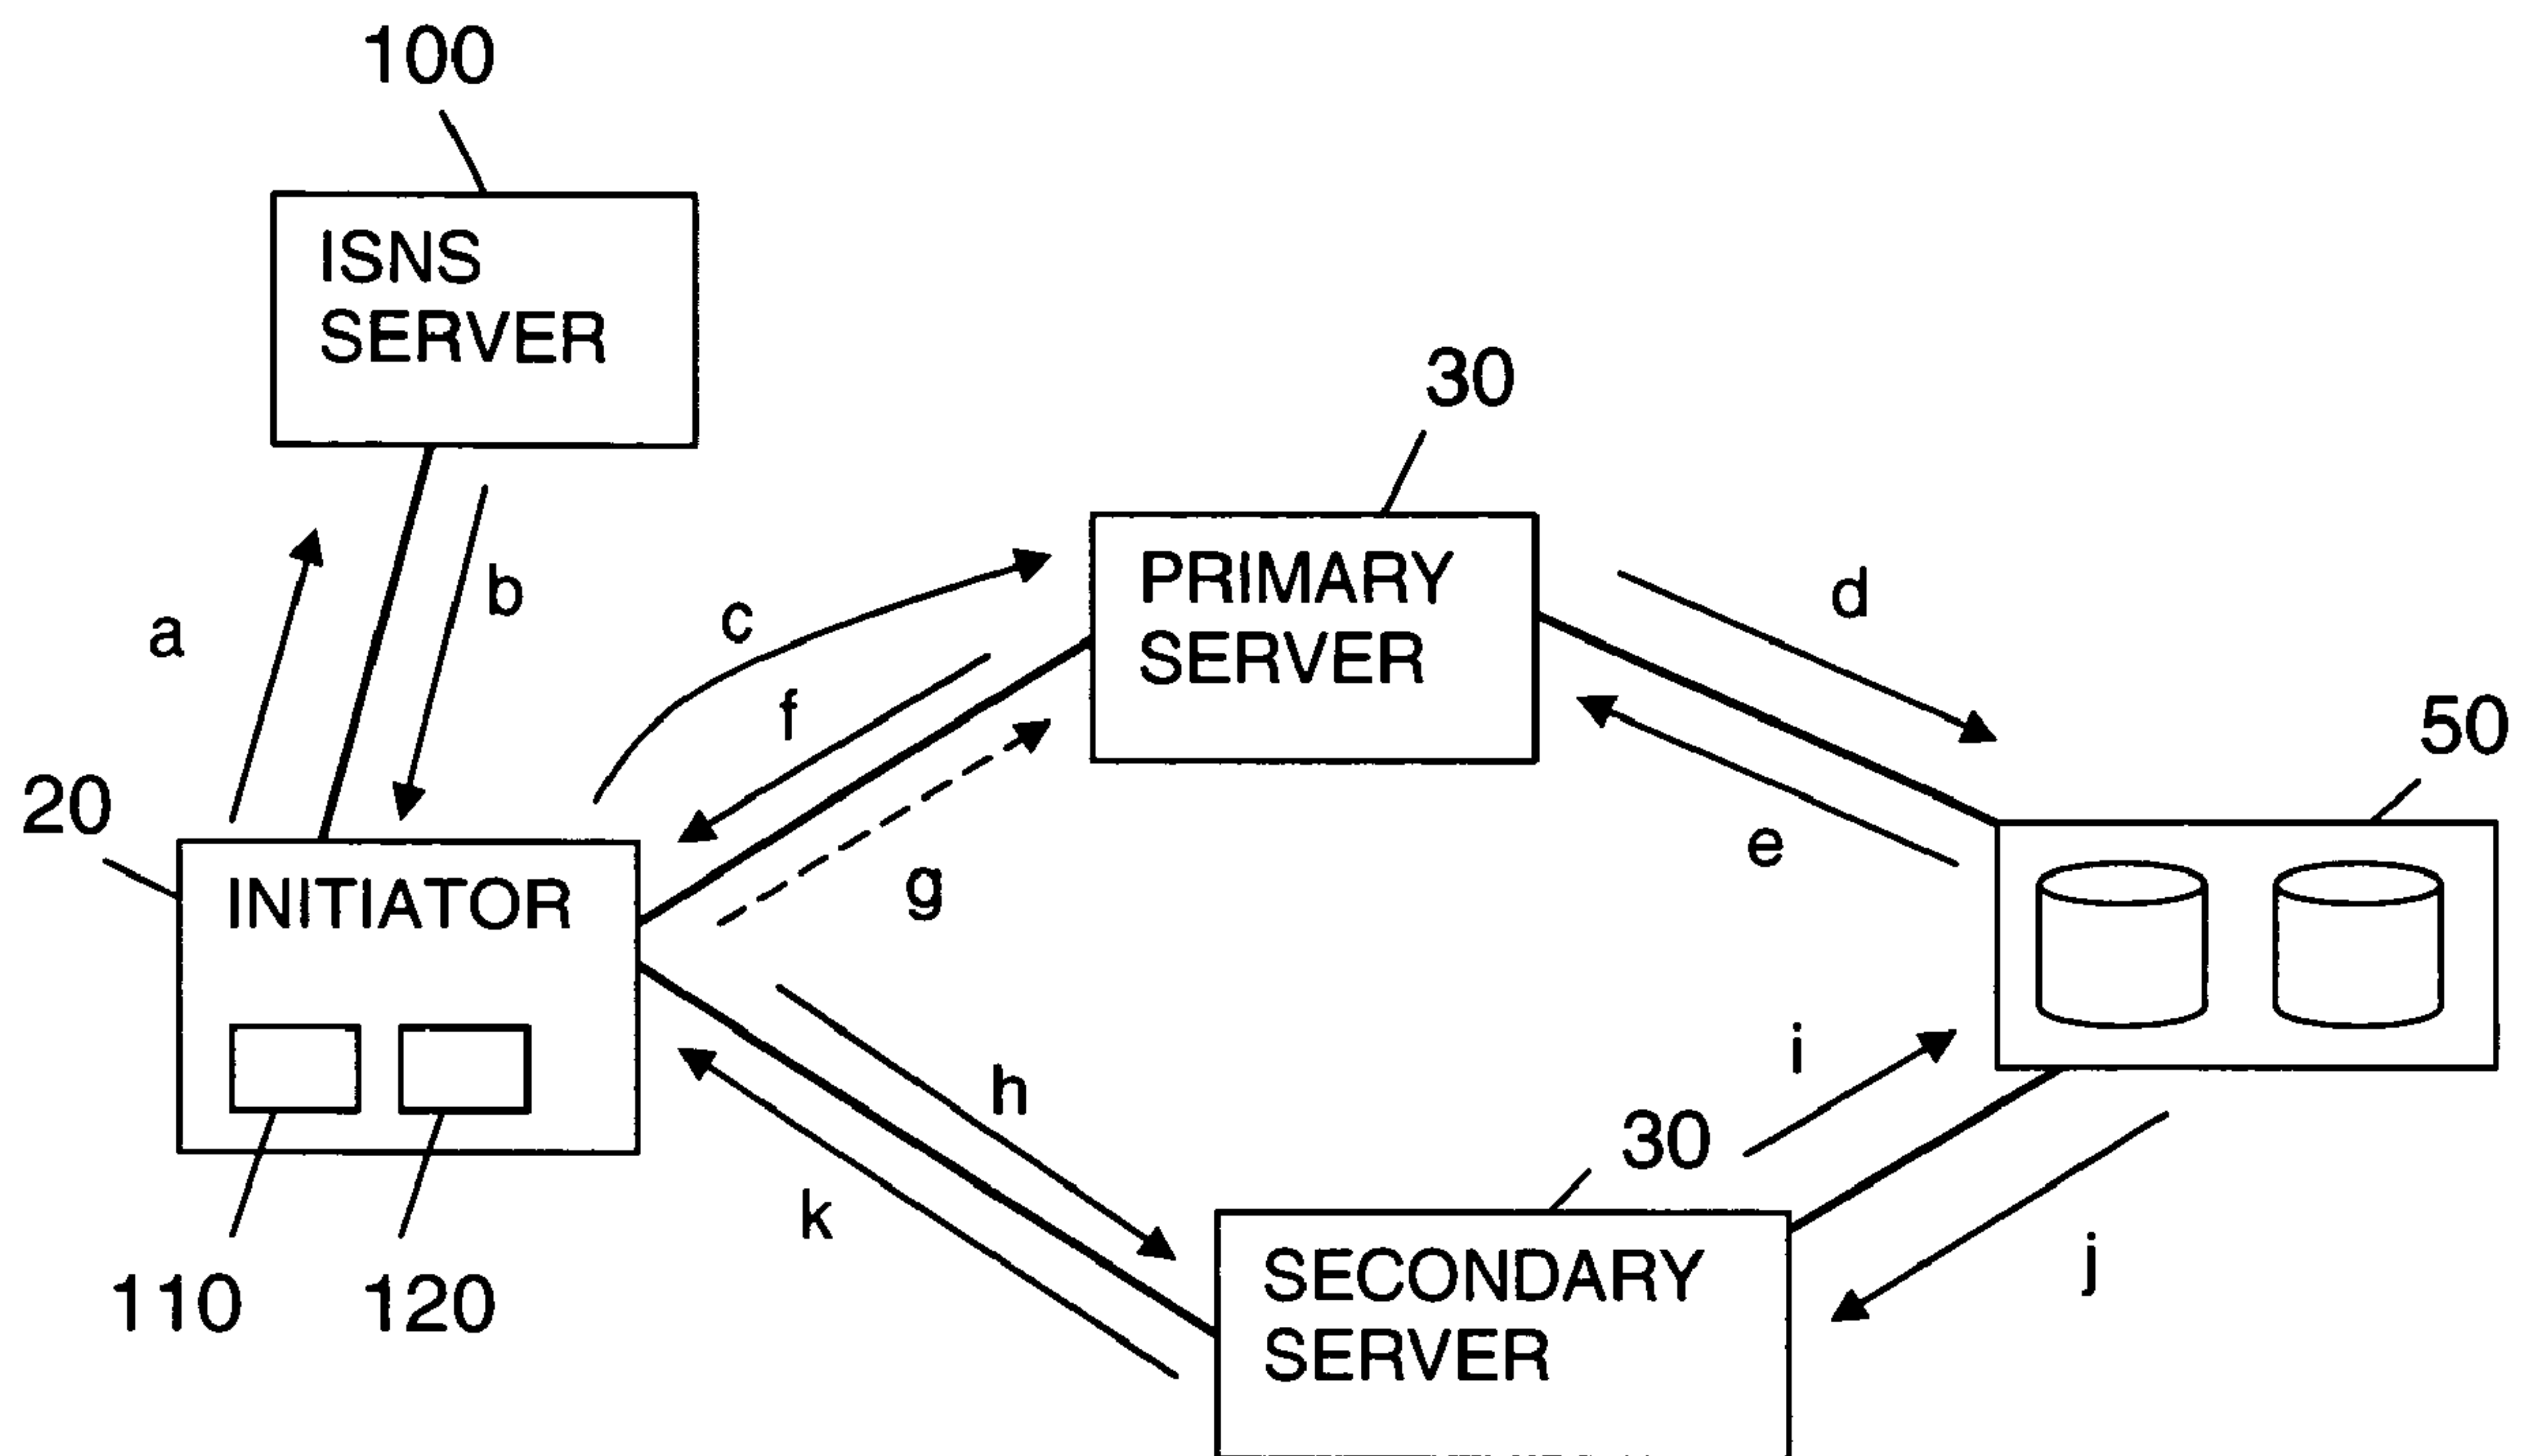 100
ISNS
SERVER
30
a
b
c
PRIMARY
SERVER
d
f
50
20
g
e
INITIATOR
h
i
30
k
j
110
120
SECONDARY
SERVER